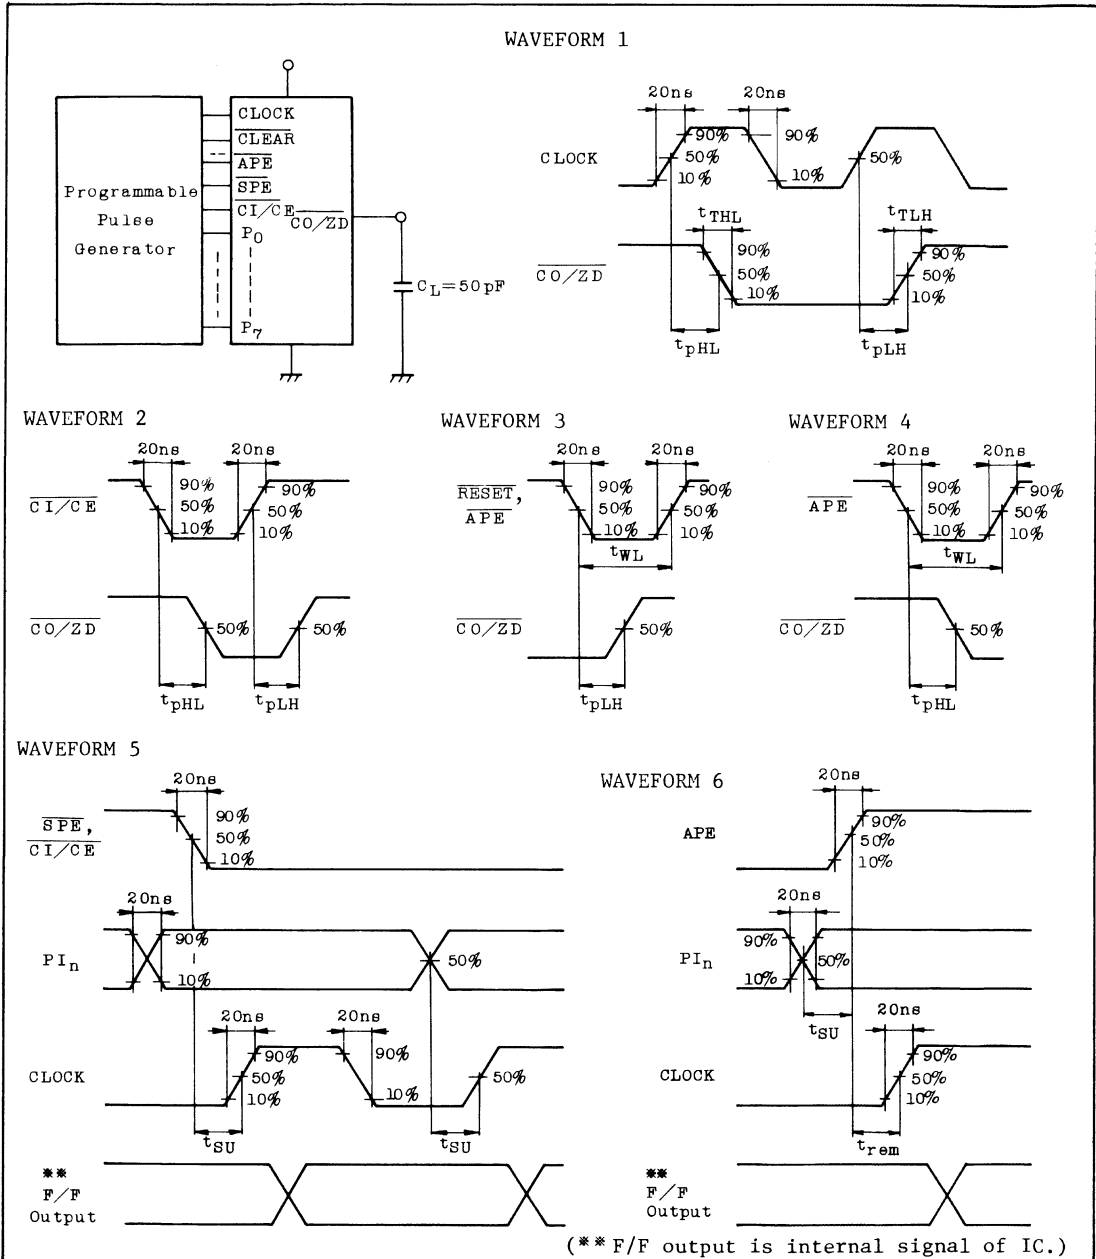 WAVEFORM 1
Programmable
Pulse
Generator
CLOCK
CLEAR
APE
SPE
CI/CE
P0
P7
CO/ZD
CL=50pF
20ns 20ns
CLOCK
90%
50%
10%
90%
10%
50%
tTHL tTLH
CO/ZD
90%
50%
10%
90%
50%
10%
tpHL tpLH
WAVEFORM 2
20ns 20ns
CI/CE
90%
50%
10%
90%
50%
10%
CO/ZD
50% 50%
tpHL tpLH
WAVEFORM 3
20ns 20ns
RESET,
APE
90%
50%
10%
90%
50%
10%
tWL
CO/ZD
50%
tpLH
WAVEFORM 4
20ns 20ns
APE
90%
50%
10%
90%
50%
10%
tWL
CO/ZD
50%
tpHL
WAVEFORM 5
20ns
SPE,
CI/CE
90%
50%
10%
20ns
PIn
90%
10%
50%
20ns 20ns
CLOCK
90%
50%
10%
90%
10%
50%
tSU tSU
**
F/F
Output
WAVEFORM 6
20ns
APE
90%
50%
10%
20ns
PIn
90%
10%
50%
tSU
20ns
CLOCK
90%
50%
10%
trem
**
F/F
Output
(** F/F output is internal signal of IC.)